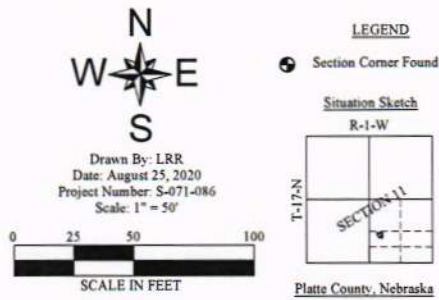 N
W E
S
Drawn By: LRR
Date: August 25, 2020
Project Number: S-071-086
Scale: 1" = 50'
0 25 50 100
SCALE IN FEET
LEGEND
Section Corner Found
Situation Sketch
R-1-W
T-17-N
SECTION 11
Platte County, Nebraska